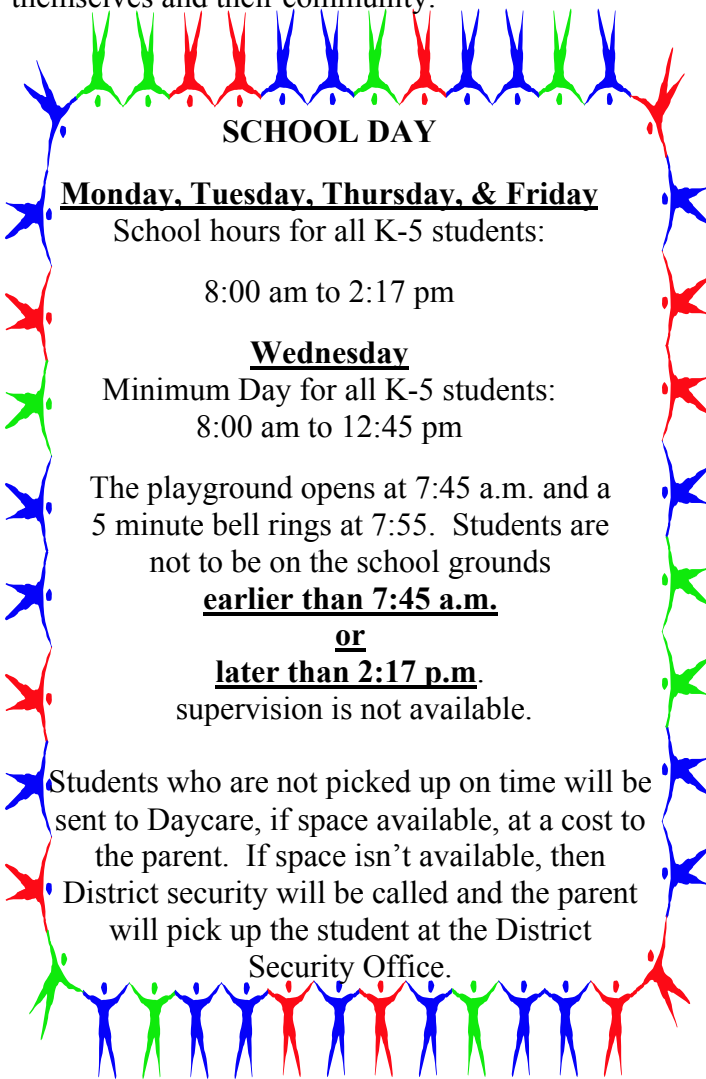 themselves and their community.
SCHOOL DAY
Monday, Tuesday, Thursday, & Friday
School hours for all K-5 students:
8:00 am to 2:17 pm
Wednesday
Minimum Day for all K-5 students:
8:00 am to 12:45 pm
The playground opens at 7:45 a.m. and a
5 minute bell rings at 7:55.  Students are
not to be on the school grounds
earlier than 7:45 a.m.
or
later than 2:17 p.m.
supervision is not available.
Students who are not picked up on time will be
sent to Daycare, if space available, at a cost to
the parent.  If space isn’t available, then
District security will be called and the parent
will pick up the student at the District
Security Office.